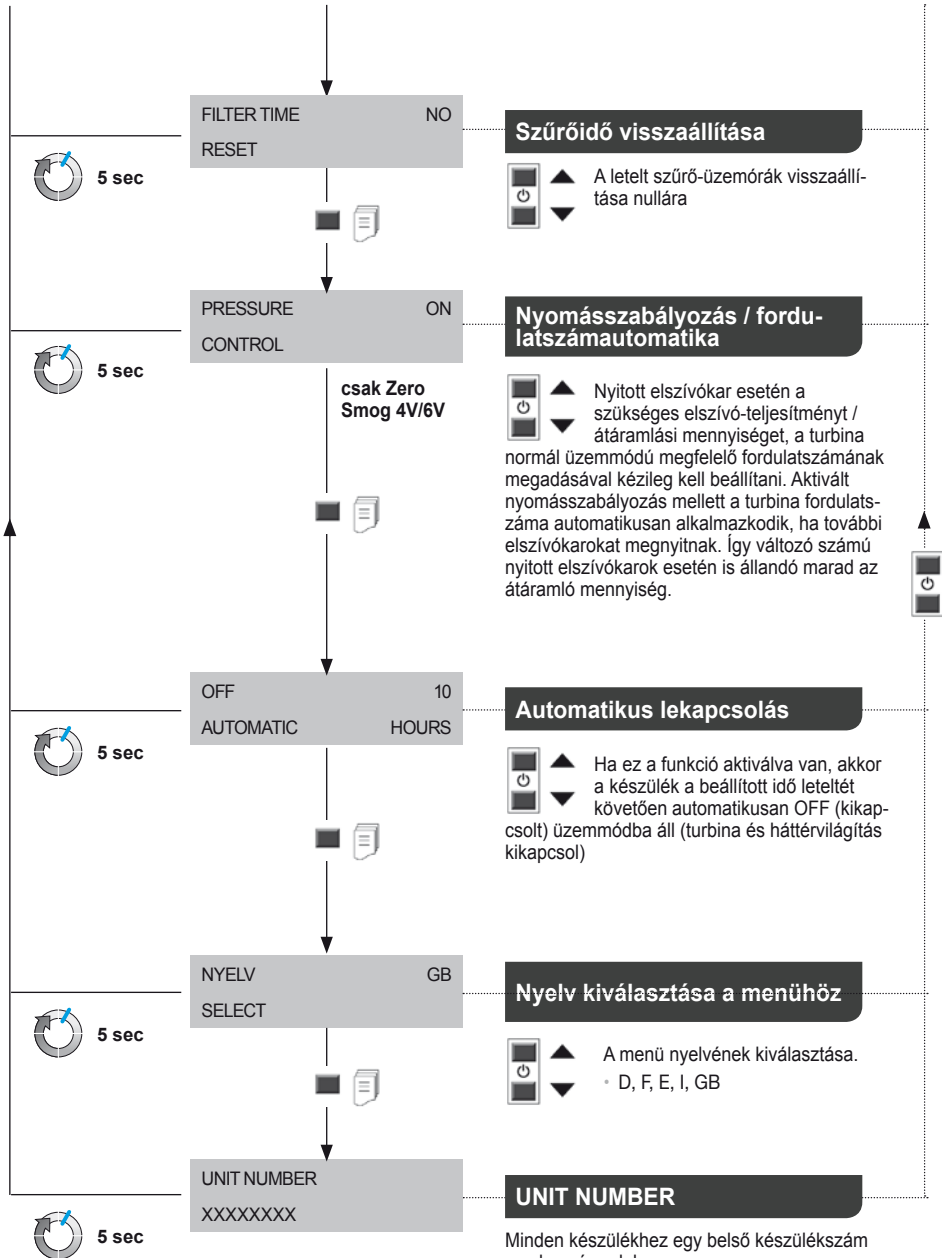 FILTER TIME NO
RESET
5 sec
Szűrőidő visszaállítása
A letelt szűrő-üzemórák visszaállí-
tása nullára
PRESSURE ON
CONTROL
5 sec
csak Zero
Smog 4V/6V
Nyomásszabályozás / fordu-
latszámautomatika
Nyitott elszívókar esetén a
szükséges elszívó-teljesítményt /
átáramlási mennyiséget, a turbina
normál üzemmódú megfelelő fordulatszámának
megadásával kézileg kell beállítani. Aktivált
nyomásszabályozás mellett a turbina fordulats-
záma automatikusan alkalmazkodik, ha további
elszívókarokat megnyitnak. Így változó számú
nyitott elszívókarok esetén is állandó marad az
átáramló mennyiség.
OFF 10
AUTOMATIC HOURS
5 sec
Automatikus lekapcsolás
Ha ez a funkció aktiválva van, akkor
a készülék a beállított idő leteltét
követően automatikusan OFF (kikap-
csolt) üzemmódba áll (turbina és háttérvilágítás
kikapcsol)
NYELV GB
SELECT
5 sec
Nyelv kiválasztása a menühöz
A menü nyelvének kiválasztása.
• D, F, E, I, GB
UNIT NUMBER
XXXXXXXX
5 sec
UNIT NUMBER
Minden készülékhez egy belső készülékszám